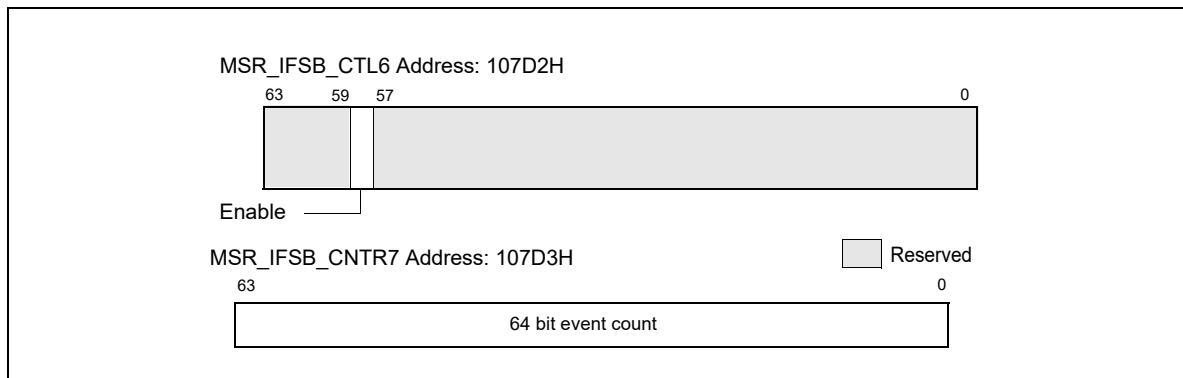 MSR_IFSB_CTL6 Address: 107D2H
63 59 57 0
Enable
MSR_IFSB_CNTR7 Address: 107D3H
Reserved
63 0
64 bit event count